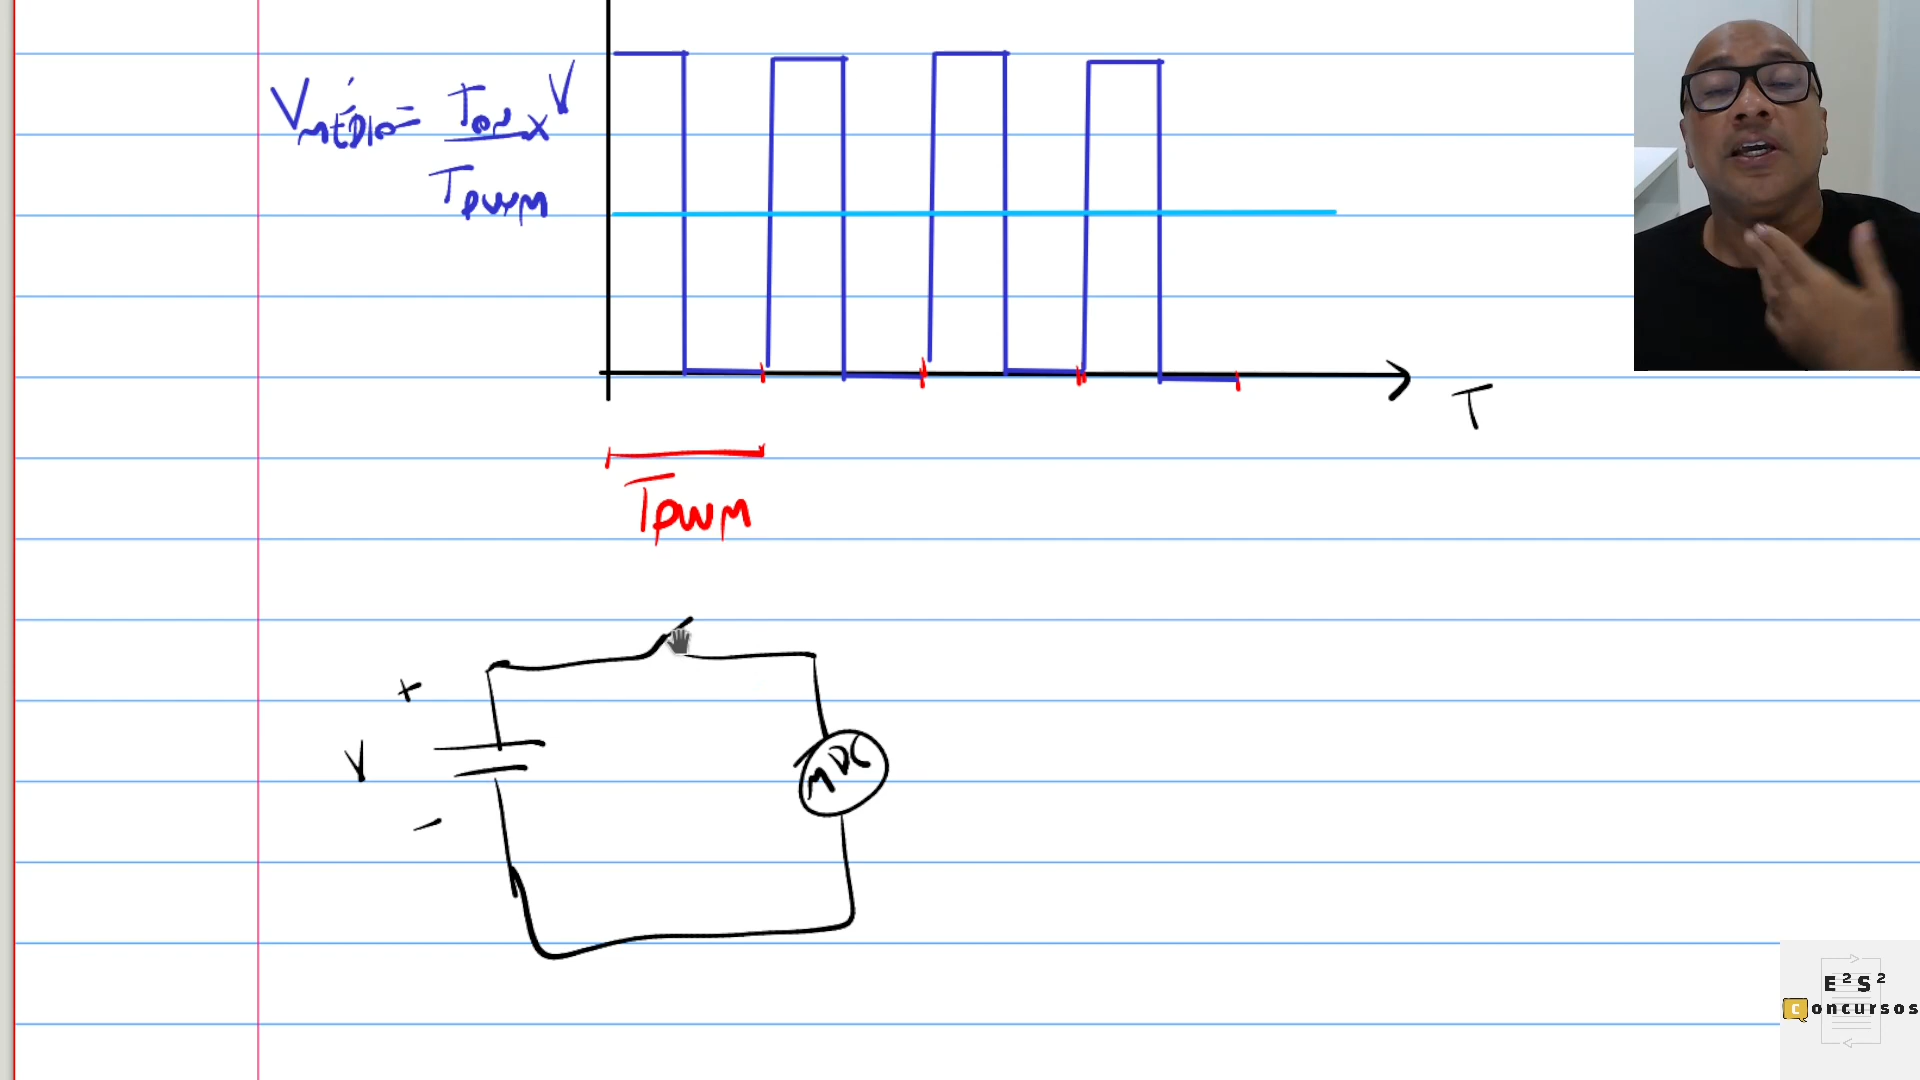 VMÉDIO = TON x V
TPWM
T
TPWM
+
V
MDC
-
E²S²
Concursos